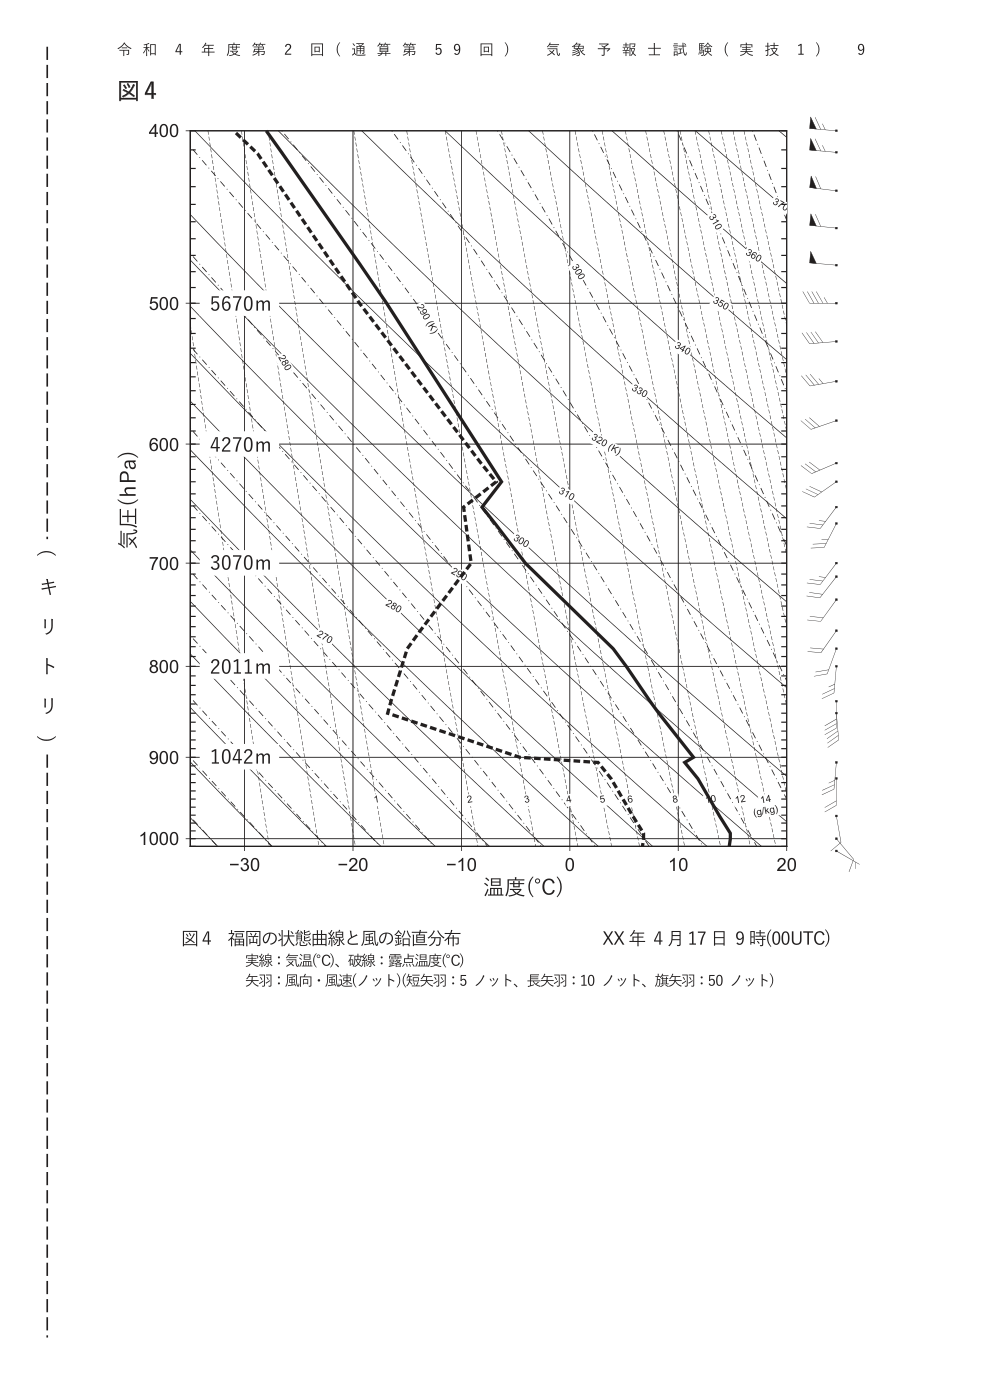 令和4年度第2回(通算第59回) 気象予報士試験(実技1) 9
図4
400
370
310
360
300
500
5670m
290 (K)
350
280
340
330
600
4270m
320 (K)
310
300
700
3070m
290
280
270
800
2011m
900
1042m
1 2 3 4 5 6 8 10 12 14
(g/kg)
1000
−30 −20 −10 0 10 20
気圧(hPa)
温度(℃)
(キリトリ)
図4 福岡の状態曲線と風の鉛直分布 XX年 4月17日 9時(00UTC)
実線：気温(℃)、破線：露点温度(℃)
矢羽：風向・風速(ノット)(短矢羽：5 ノット、長矢羽：10 ノット、旗矢羽：50 ノット)